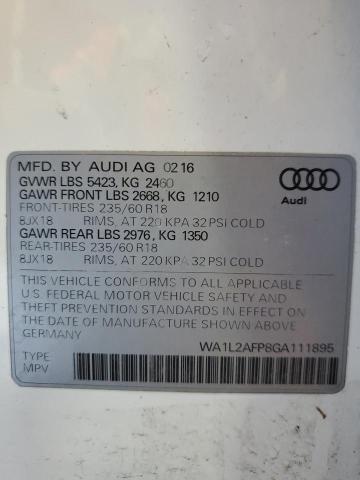 MFD. BY AUDI AG 02 16
GVWR LBS 5423, KG 2460
GAWR FRONT LBS 2668, KG 1210
FRONT-TIRES 235/60 R18
8JX18 RIMS, AT 220 KPA 32 PSI COLD
GAWR REAR LBS 2976, KG 1350
REAR-TIRES 235/60 R18
8JX18 RIMS, AT 220 KPA 32 PSI COLD
Audi
THIS VEHICLE CONFORMS TO ALL APPLICABLE
U.S. FEDERAL MOTOR VEHICLE SAFETY AND
THEFT PREVENTION STANDARDS IN EFFECT ON
THE DATE OF MANUFACTURE SHOWN ABOVE.
GERMANY
WA1L2AFP8GA111895
TYPE
MPV